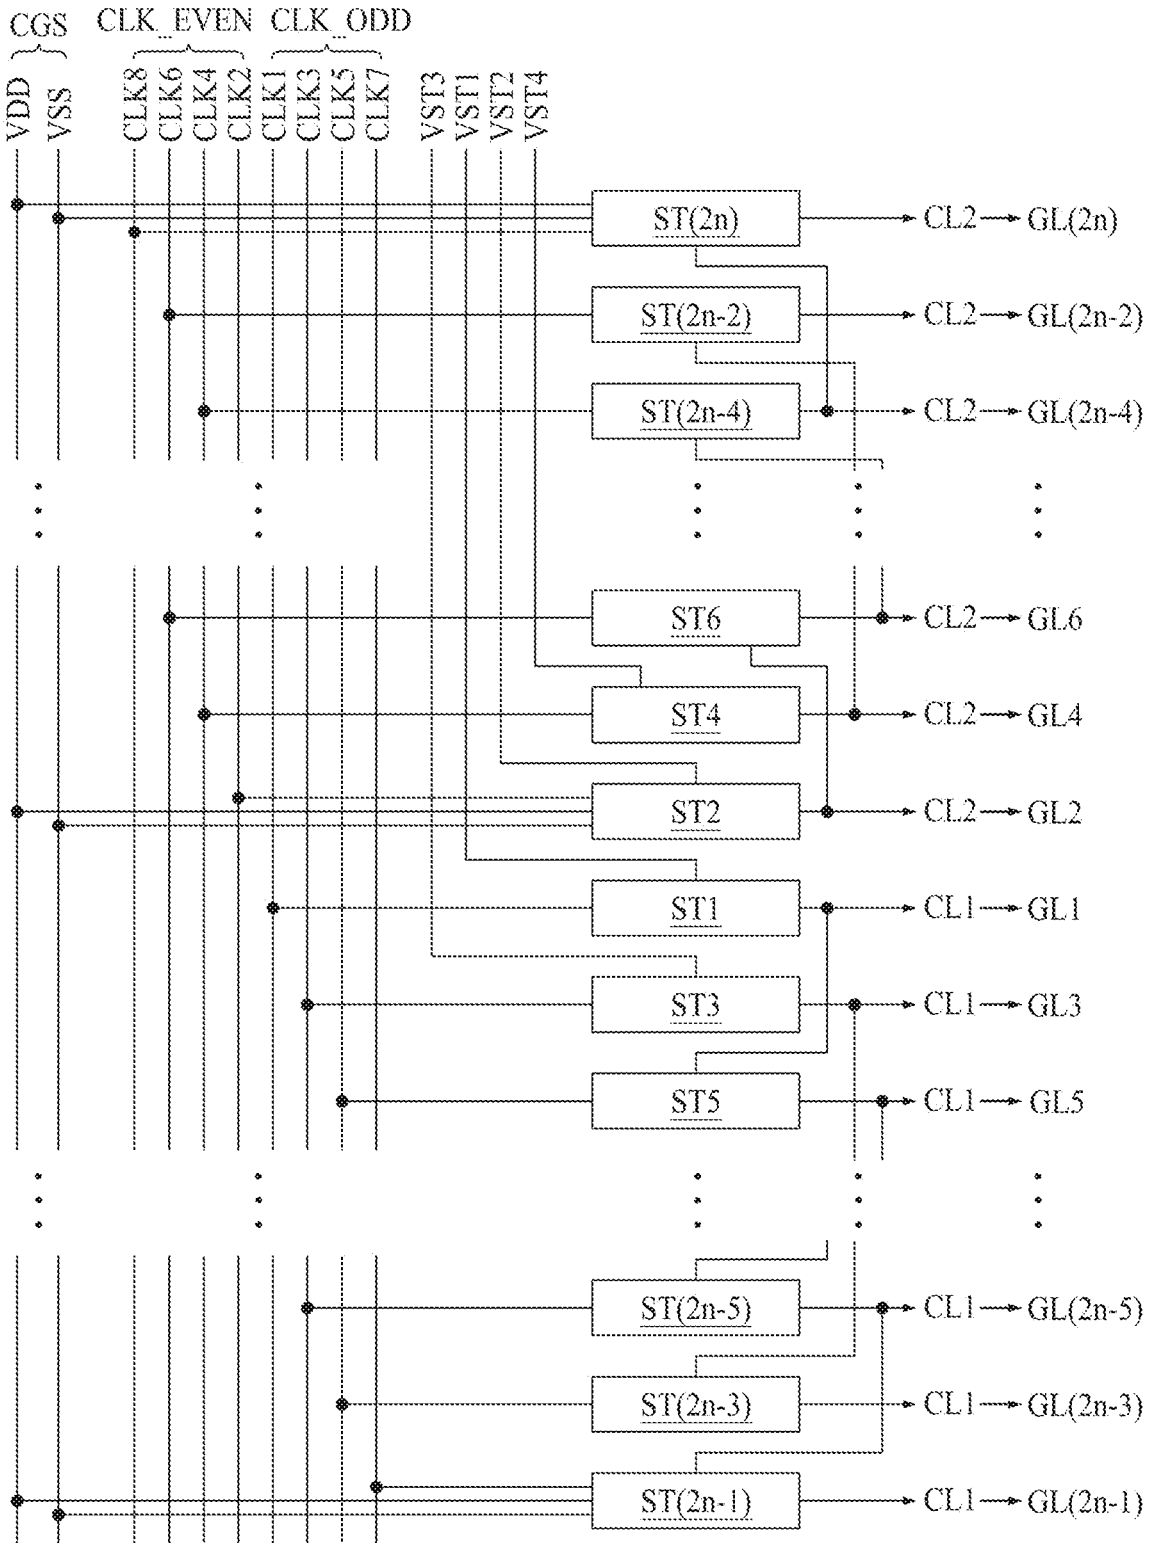 CGS CLK_EVEN CLK_ODD
VDD VSS CLK8 CLK6 CLK4 CLK2 CLK1 CLK3 CLK5 CLK7 VST3 VST1 VST2 VST4
ST(2n) CL2 GL(2n)
ST(2n-2) CL2 GL(2n-2)
ST(2n-4) CL2 GL(2n-4)
ST6 CL2 GL6
ST4 CL2 GL4
ST2 CL2 GL2
ST1 CL1 GL1
ST3 CL1 GL3
ST5 CL1 GL5
ST(2n-5) CL1 GL(2n-5)
ST(2n-3) CL1 GL(2n-3)
ST(2n-1) CL1 GL(2n-1)